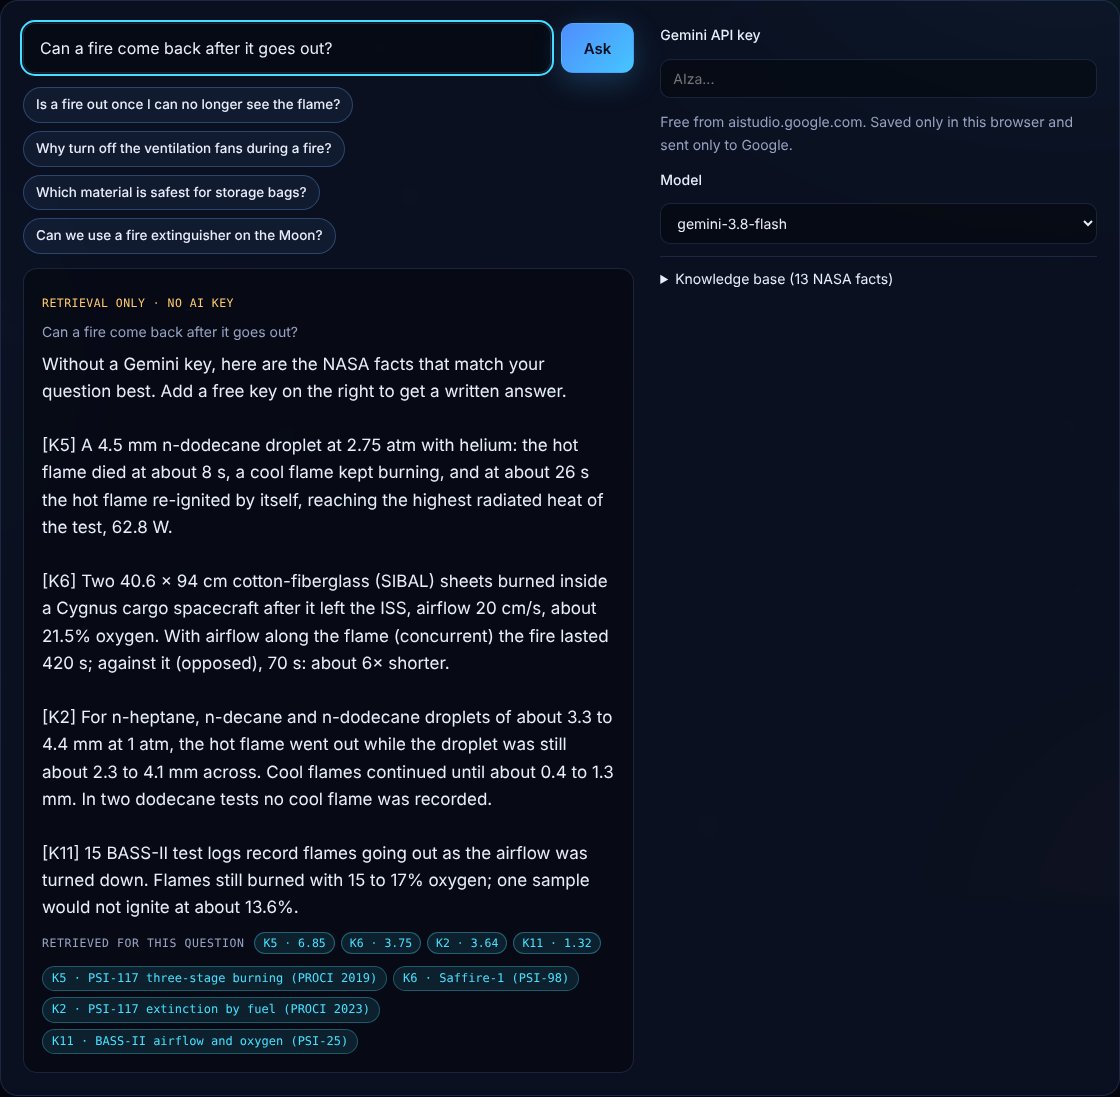 Can a fire come back after it goes out?
Ask
Is a fire out once I can no longer see the flame?
Why turn off the ventilation fans during a fire?
Which material is safest for storage bags?
Can we use a fire extinguisher on the Moon?
RETRIEVAL ONLY · NO AI KEY
Can a fire come back after it goes out?
Without a Gemini key, here are the NASA facts that match your
question best. Add a free key on the right to get a written answer.
[K5] A 4.5 mm n-dodecane droplet at 2.75 atm with helium: the hot
flame died at about 8 s, a cool flame kept burning, and at about 26 s
the hot flame re-ignited by itself, reaching the highest radiated heat of
the test, 62.8 W.
[K6] Two 40.6 × 94 cm cotton-fiberglass (SIBAL) sheets burned inside
a Cygnus cargo spacecraft after it left the ISS, airflow 20 cm/s, about
21.5% oxygen. With airflow along the flame (concurrent) the fire lasted
420 s; against it (opposed), 70 s: about 6× shorter.
[K2] For n-heptane, n-decane and n-dodecane droplets of about 3.3 to
4.4 mm at 1 atm, the hot flame went out while the droplet was still
about 2.3 to 4.1 mm across. Cool flames continued until about 0.4 to 1.3
mm. In two dodecane tests no cool flame was recorded.
[K11] 15 BASS-II test logs record flames going out as the airflow was
turned down. Flames still burned with 15 to 17% oxygen; one sample
would not ignite at about 13.6%.
RETRIEVED FOR THIS QUESTION K5 · 6.85 K6 · 3.75 K2 · 3.64 K11 · 1.32
K5 · PSI-117 three-stage burning (PROCI 2019) K6 · Saffire-1 (PSI-98)
K2 · PSI-117 extinction by fuel (PROCI 2023)
K11 · BASS-II airflow and oxygen (PSI-25)
Gemini API key
AIza...
Free from aistudio.google.com. Saved only in this browser and
sent only to Google.
Model
gemini-3.8-flash
Knowledge base (13 NASA facts)